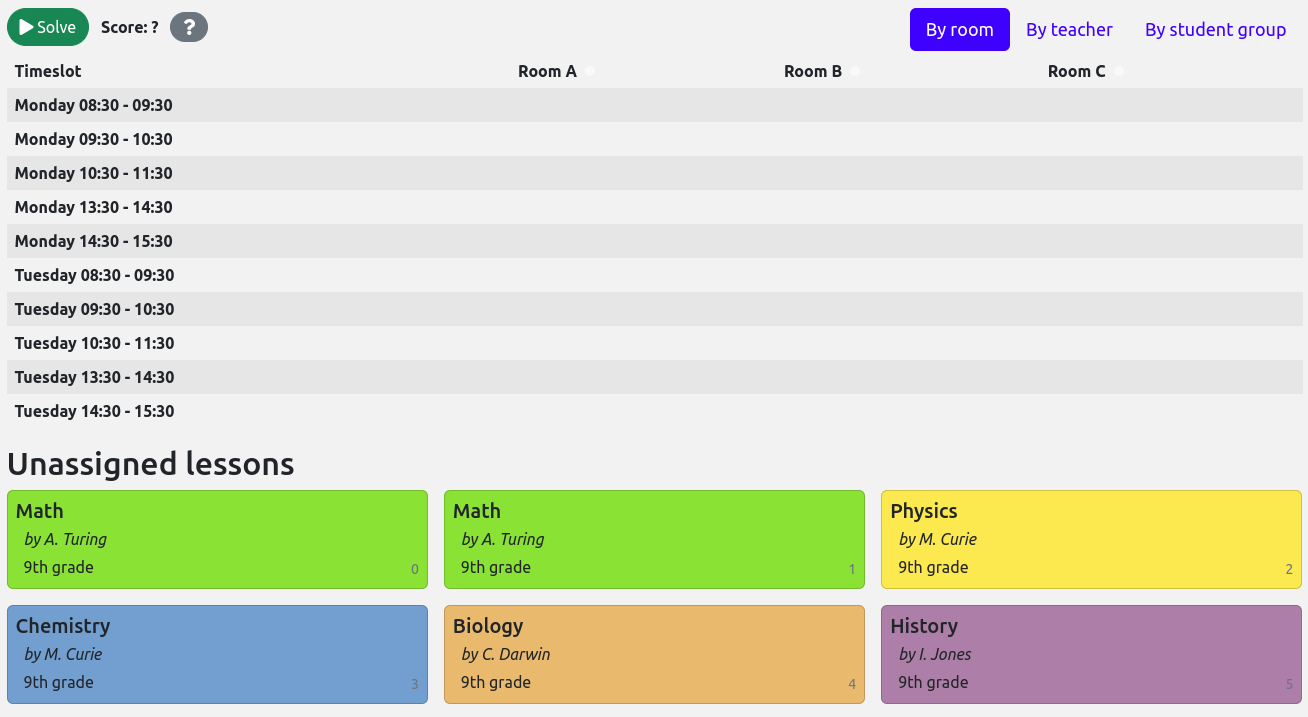 Solve Score: ? ? By room By teacher By student group
Timeslot Room A Room B Room C
Monday 08:30 - 09:30
Monday 09:30 - 10:30
Monday 10:30 - 11:30
Monday 13:30 - 14:30
Monday 14:30 - 15:30
Tuesday 08:30 - 09:30
Tuesday 09:30 - 10:30
Tuesday 10:30 - 11:30
Tuesday 13:30 - 14:30
Tuesday 14:30 - 15:30
Unassigned lessons
Math
by A. Turing
9th grade 0
Math
by A. Turing
9th grade 1
Physics
by M. Curie
9th grade 2
Chemistry
by M. Curie
9th grade 3
Biology
by C. Darwin
9th grade 4
History
by I. Jones
9th grade 5